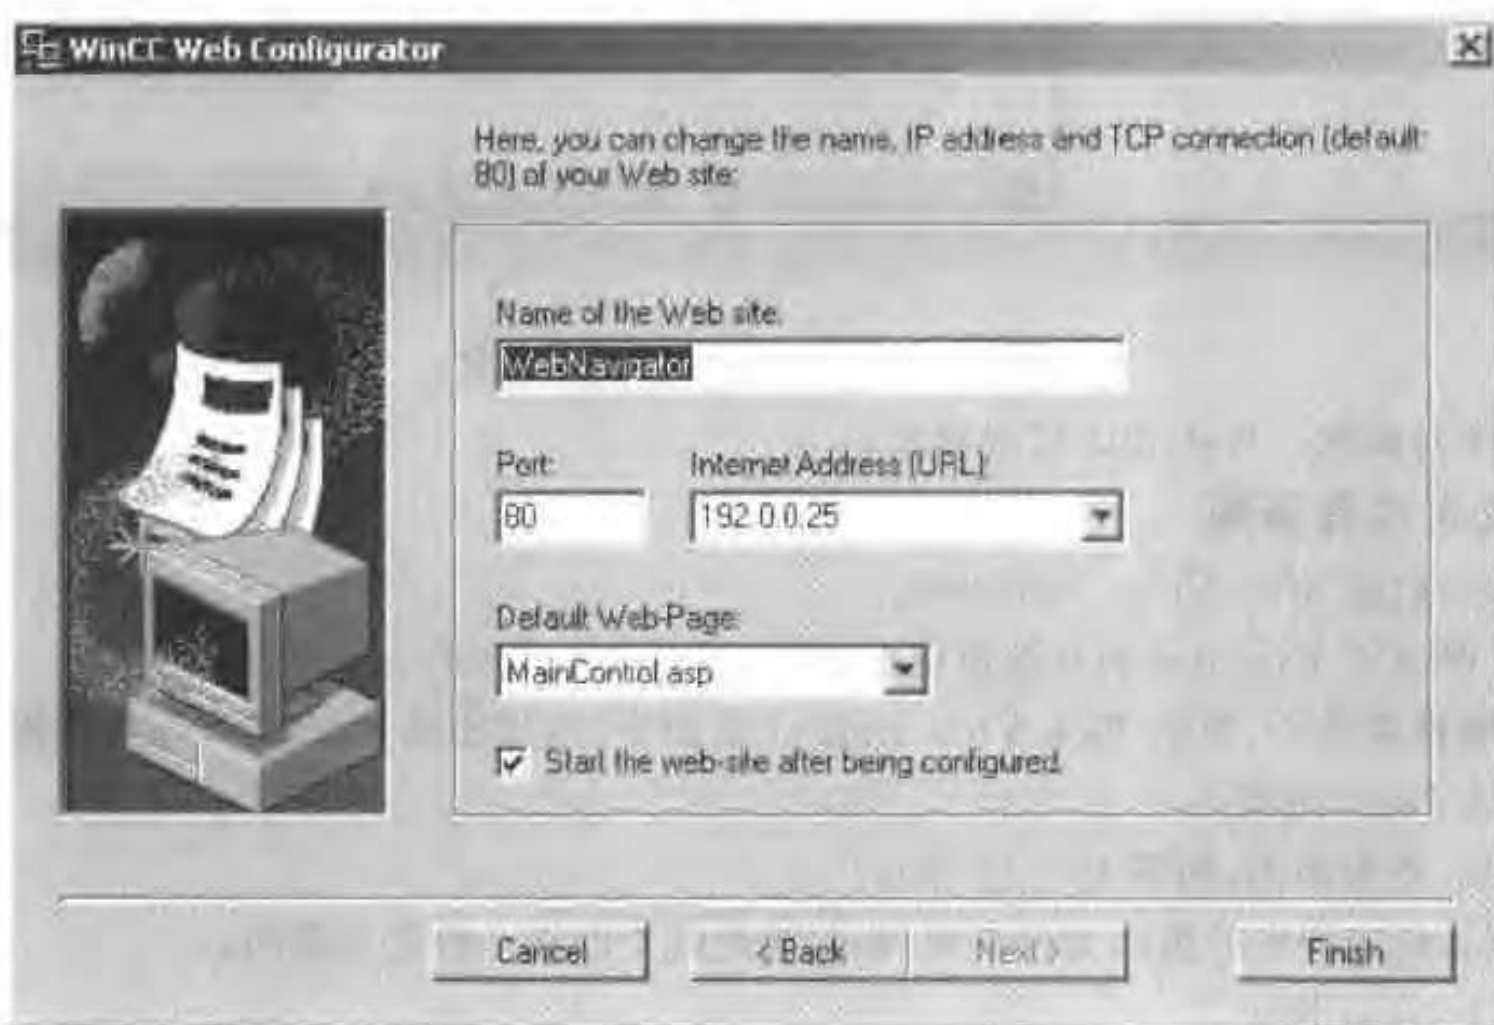 WinCC Web Configurator
Here, you can change the name, IP address and TCP connection (default:
80) of your Web site:
Name of the Web site:
WebNavigator
Port:
Internet Address (URL):
80
192.0.0.25
Default Web-Page:
MainControl.asp
Start the web-site after being configured.
Cancel
< Back
Next >
Finish